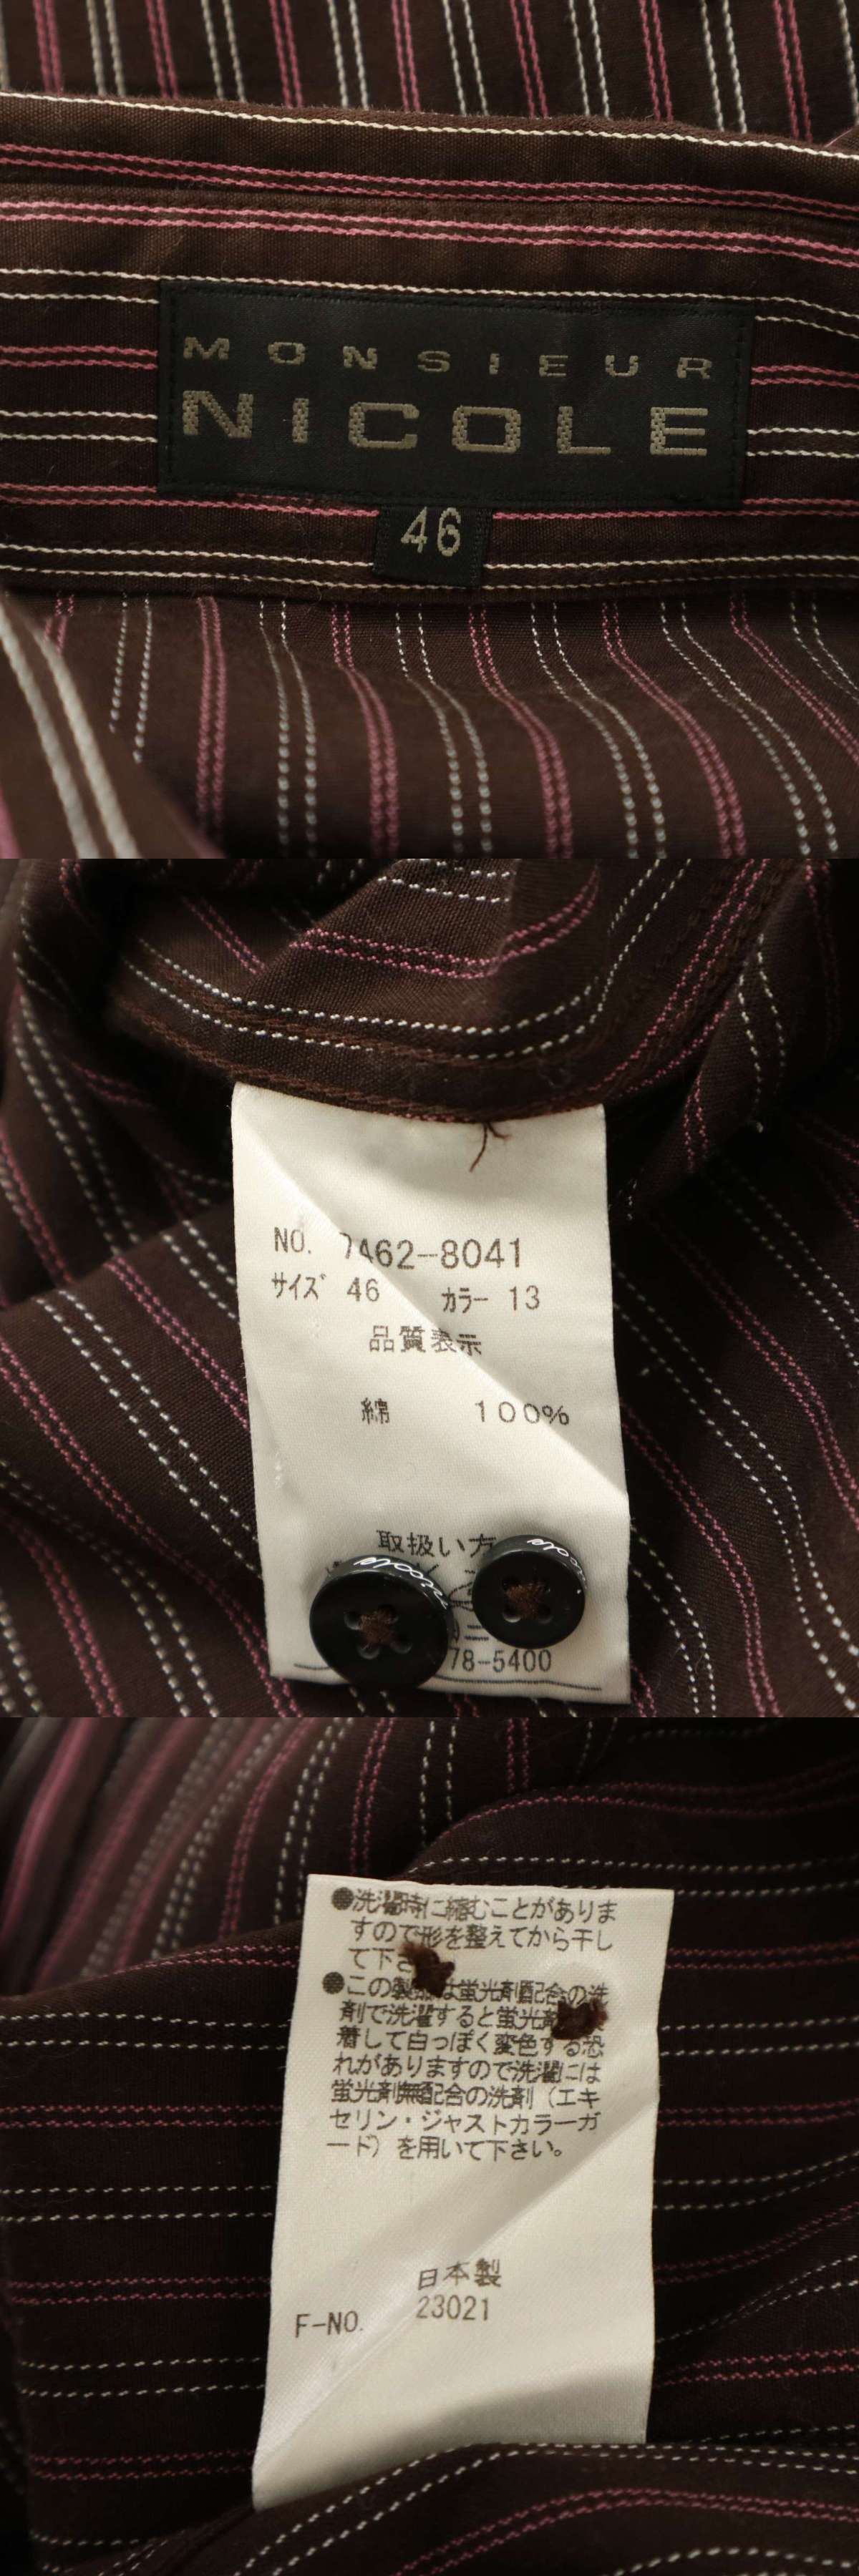 MONSIEUR
NICOLE
46
NO. 7462-8041
サイズ 46 カラー 13
品質表示
綿 100%
取扱い方
nicole nicole
78-5400
●洗濯時に縮むことがありま
すので形を整えてから干し
て下さ
●この製品は蛍光剤配合の洗
剤で洗濯すると蛍光剤
着して白っぽく変色する恐
れがありますので洗濯には
蛍光剤無配合の洗剤（エキ
セリン・ジャストカラーガ
ード）を用いて下さい。
日本製
F-NO. 23021